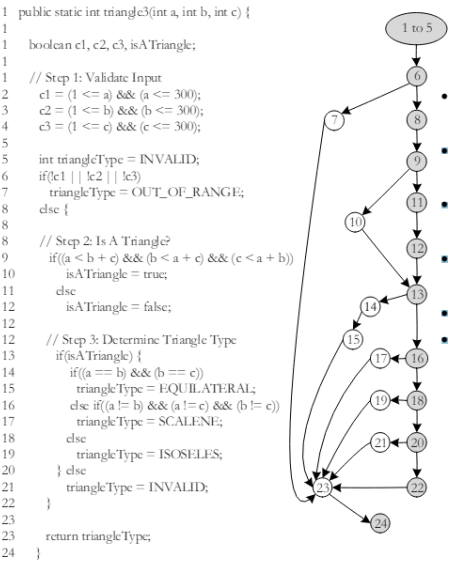 1 public static int triangle3(int a, int b, int c) {
1
1 boolean c1, c2, c3, isATriangle;
1
1 // Step 1: Validate Input
2 c1 = (1 <= a) && (a <= 300);
3 c2 = (1 <= b) && (b <= 300);
4 c3 = (1 <= c) && (c <= 300);
5
5 int triangleType = INVALID;
6 if(!c1 || !c2 || !c3)
7 triangleType = OUT_OF_RANGE;
8 else {
8
8 // Step 2: Is A Triangle?
9 if((a < b + c) && (b < a + c) && (c < a + b))
10 isATriangle = true;
11 else
12 isATriangle = false;
12
12 // Step 3: Determine Triangle Type
13 if(isATriangle) {
14 if((a == b) && (b == c))
15 triangleType = EQUILATERAL;
16 else if((a != b) && (a != c) && (b != c))
17 triangleType = SCALENE;
18 else
19 triangleType = ISOSELES;
20 } else
21 triangleType = INVALID;
22 }
23
23 return triangleType;
24 }
1 to 5
6
7
8
9
10
11
12
13
14
15
16
17
18
19
20
21
22
23
24